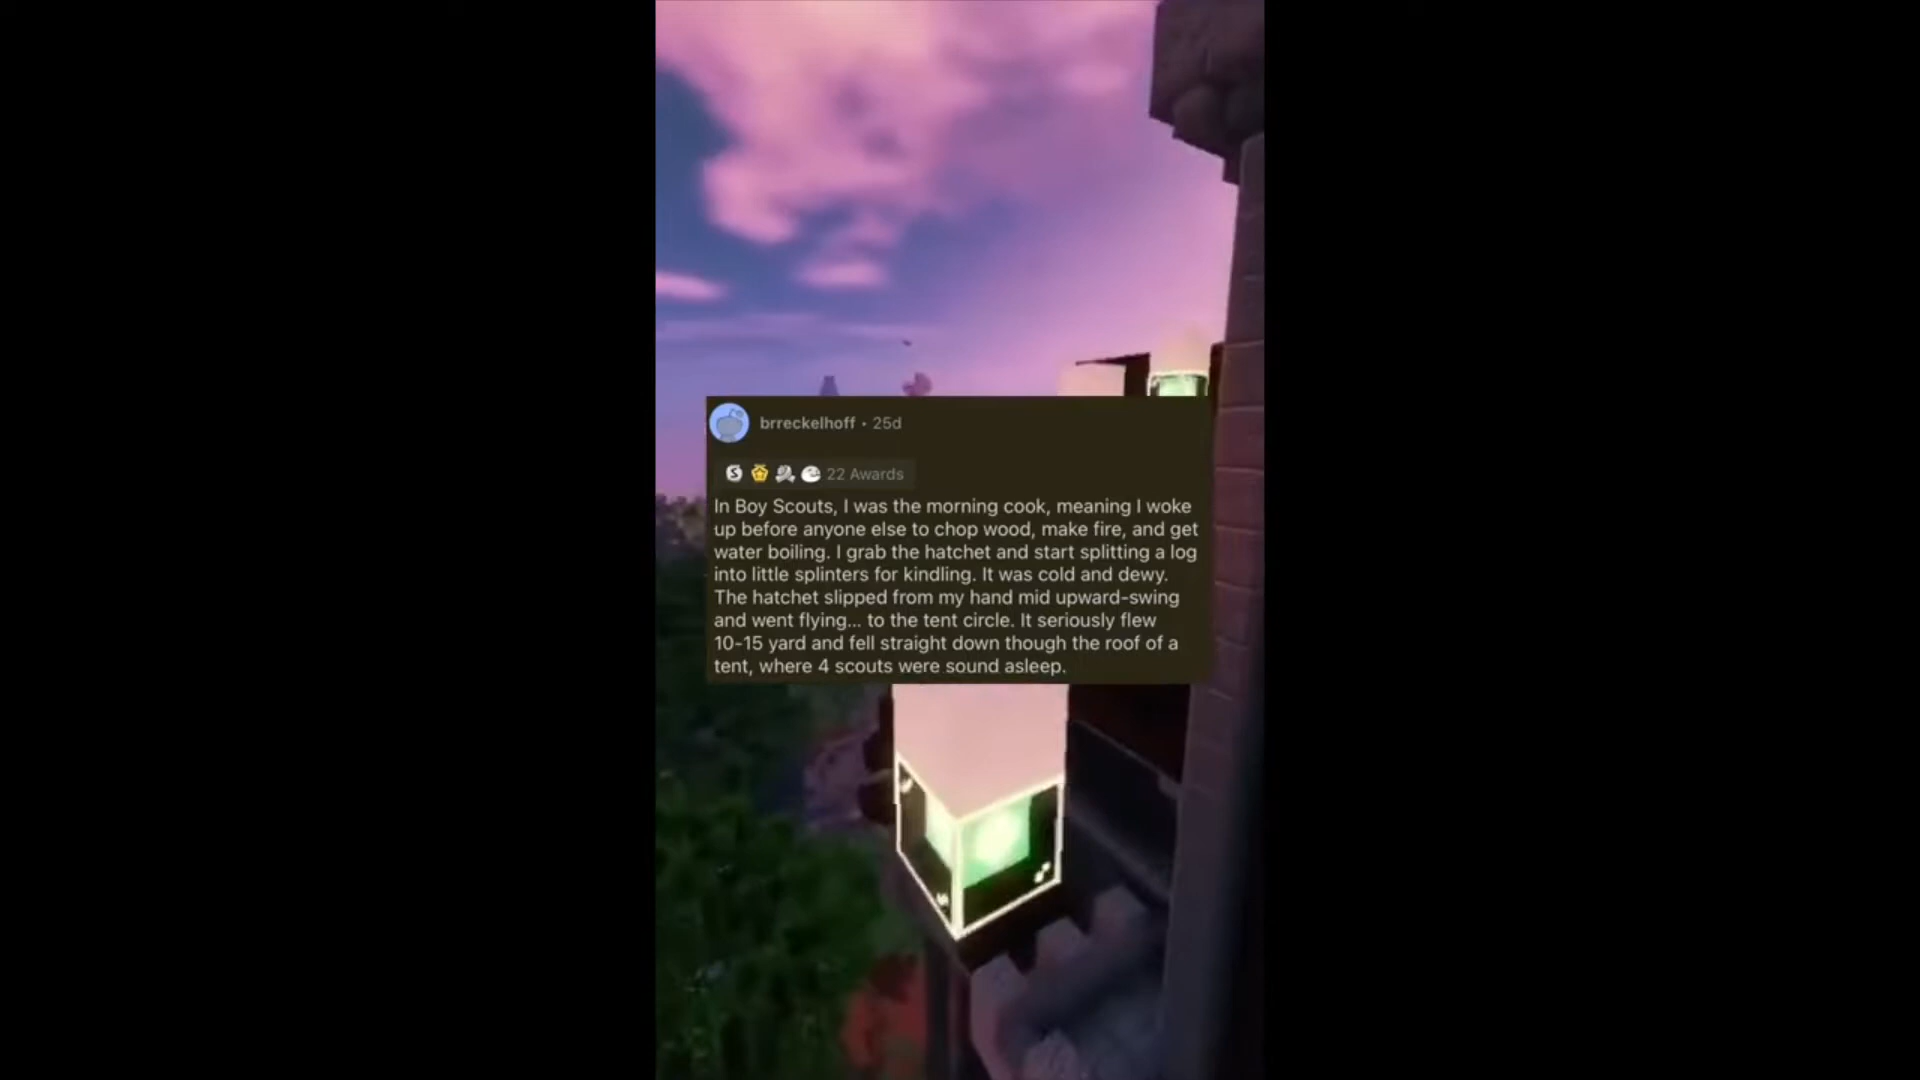 brreckelhoff • 25d
22 Awards
In Boy Scouts, I was the morning cook, meaning I woke
up before anyone else to chop wood, make fire, and get
water boiling. I grab the hatchet and start splitting a log
into little splinters for kindling. It was cold and dewy.
The hatchet slipped from my hand mid upward-swing
and went flying... to the tent circle. It seriously flew
10-15 yard and fell straight down though the roof of a
tent, where 4 scouts were sound asleep.